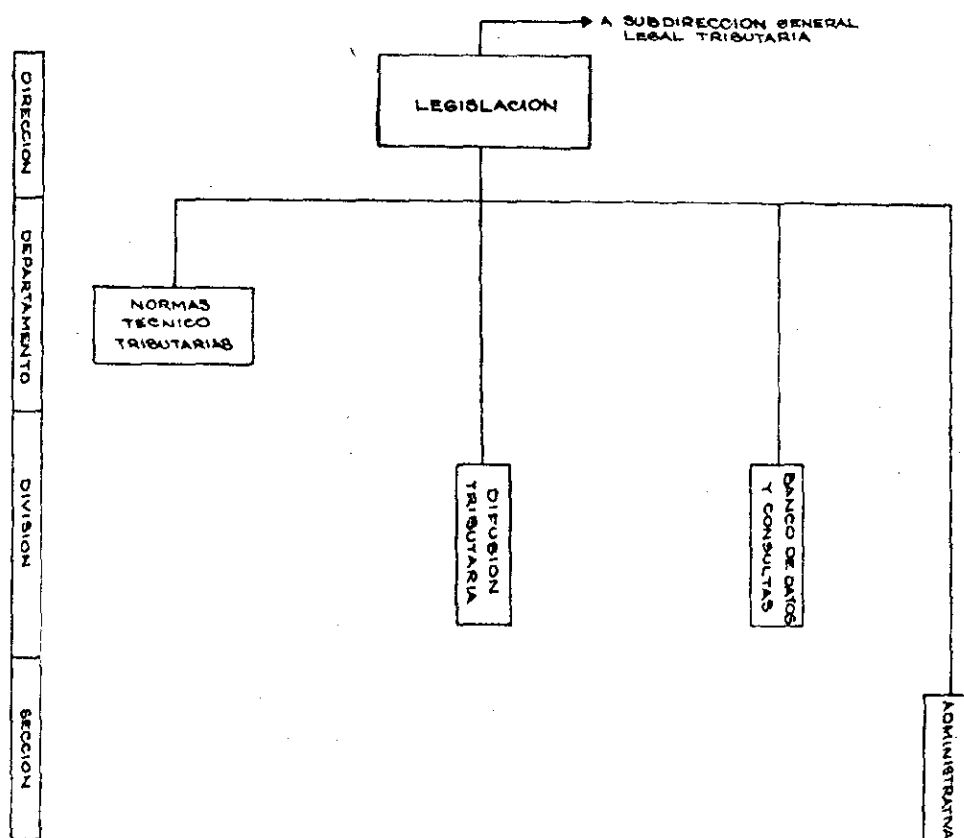 A SUBDIRECCION GENERAL
LEGAL TRIBUTARIA
LEGISLACION
DIRECCION
DEPARTAMENTO
NORMAS
TECNICO
TRIBUTARIAS
DIVISION
DIFUSION
TRIBUTARIA
BANCO DE DATOS
Y CONSULTAS
SECCION
ADMINISTRATIVA